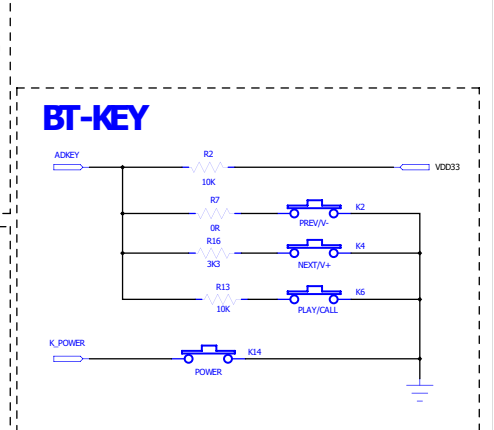 BT-KEY
ADKEY
R2
10K
VDD33
R7
0R
K2
PREV/V-
R16
3K3
K4
NEXT/V+
R13
10K
K6
PLAY/CALL
K_POWER
K14
POWER